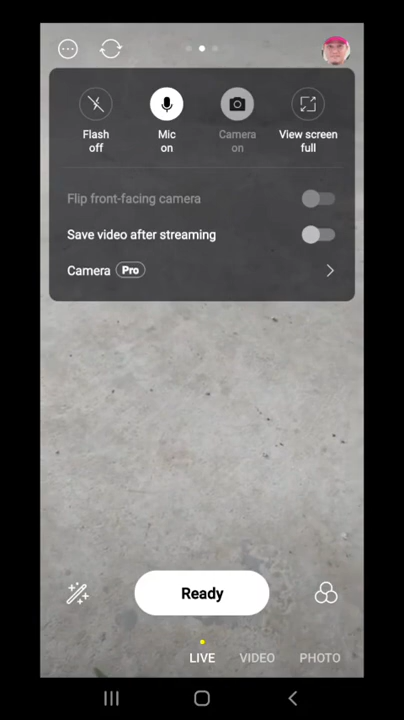 Flash
off
Mic
on
Camera
on
View screen
full
Flip front-facing camera
Save video after streaming
Camera Pro
Ready
LIVE VIDEO PHOTO